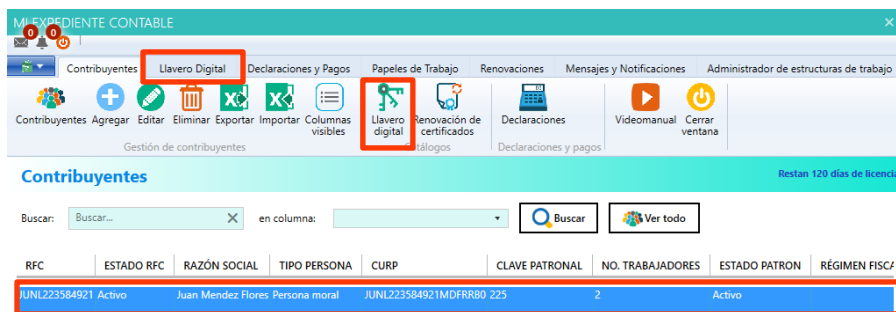 MI EXPEDIENTE CONTABLE
0 0
Contribuyentes Llavero Digital Declaraciones y Pagos Papeles de Trabajo Renovaciones Mensajes y Notificaciones Administrador de estructuras de trabajo
Contribuyentes Agregar Editar Eliminar Exportar Importar Columnas visibles Llavero digital Renovación de certificados Declaraciones Videomanual Cerrar ventana
Gestión de contribuyentes Catálogos Declaraciones y pagos
Contribuyentes Restan 120 días de licencia
Buscar: Buscar... en columna: Buscar Ver todo
RFC ESTADO RFC RAZÓN SOCIAL TIPO PERSONA CURP CLAVE PATRONAL NO. TRABAJADORES ESTADO PATRON RÉGIMEN FISCA
JUNL223584921 Activo Juan Mendez Flores Persona moral JUNL223584921MDFRRB0 225 2 Activo